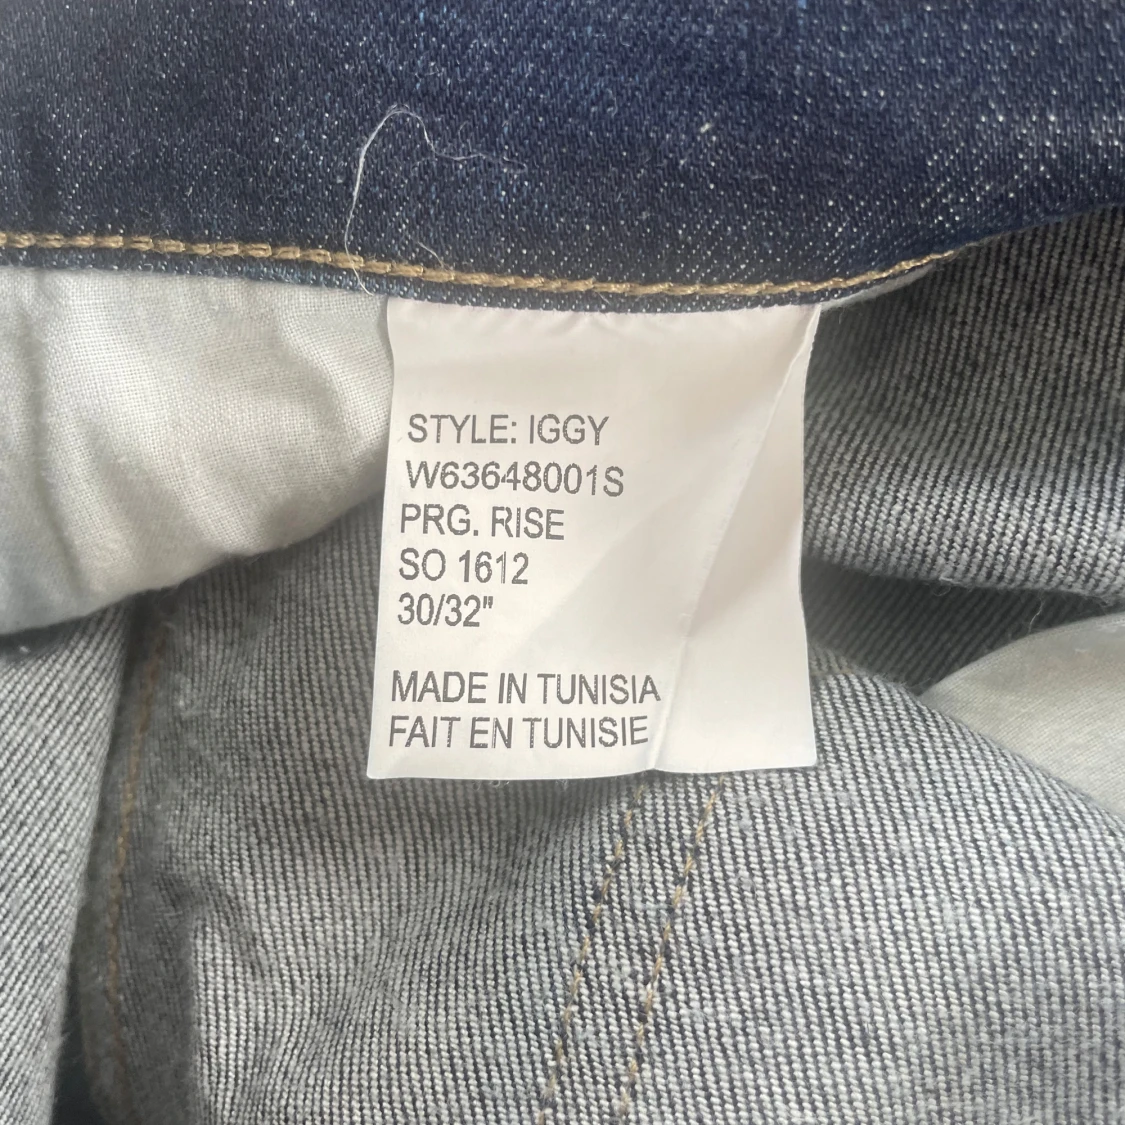 STYLE: IGGY
W63648001S
PRG. RISE
SO 1612
30/32"
MADE IN TUNISIA
FAIT EN TUNISIE